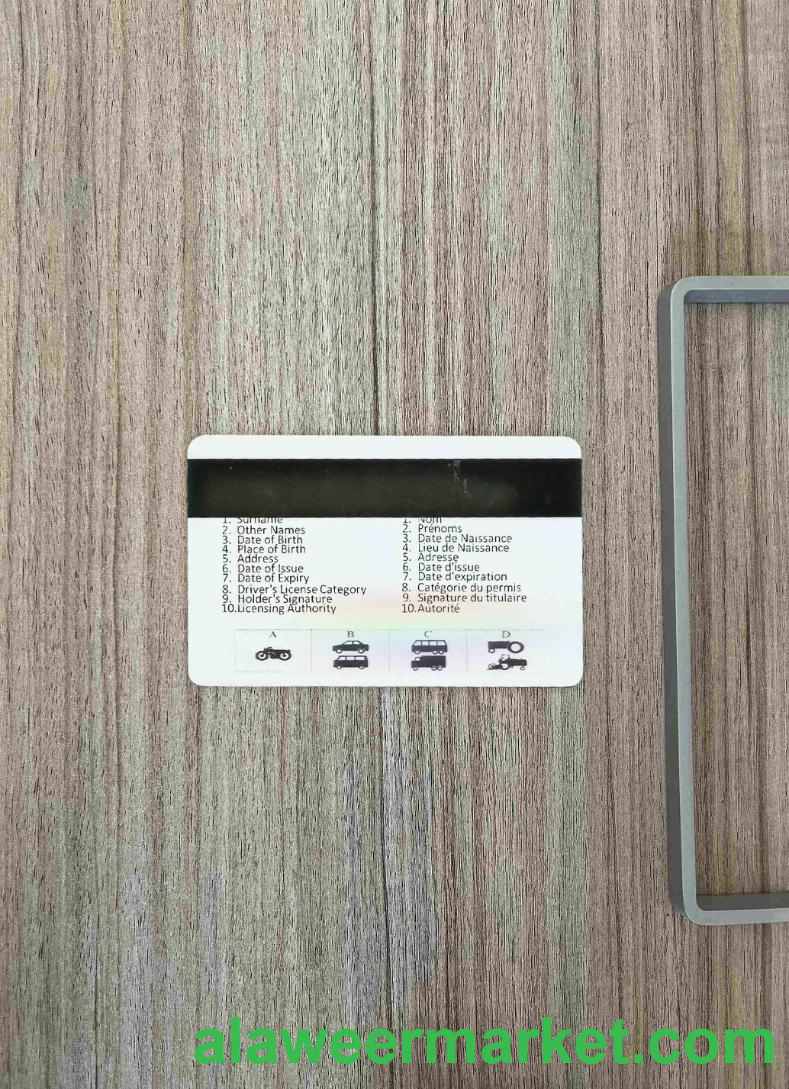 1. Surname
2. Other Names
3. Date of Birth
4. Place of Birth
5. Address
6. Date of Issue
7. Date of Expiry
8. Driver's License Category
9. Holder's Signature
10.Licensing Authority
1. Nom
2. Prénoms
3. Date de Naissance
4. Lieu de Naissance
5. Adresse
6. Date d'issue
7. Date d'expiration
8. Catégorie du permis
9. Signature du titulaire
10.Autorité
A B C D
alaweermarket.com